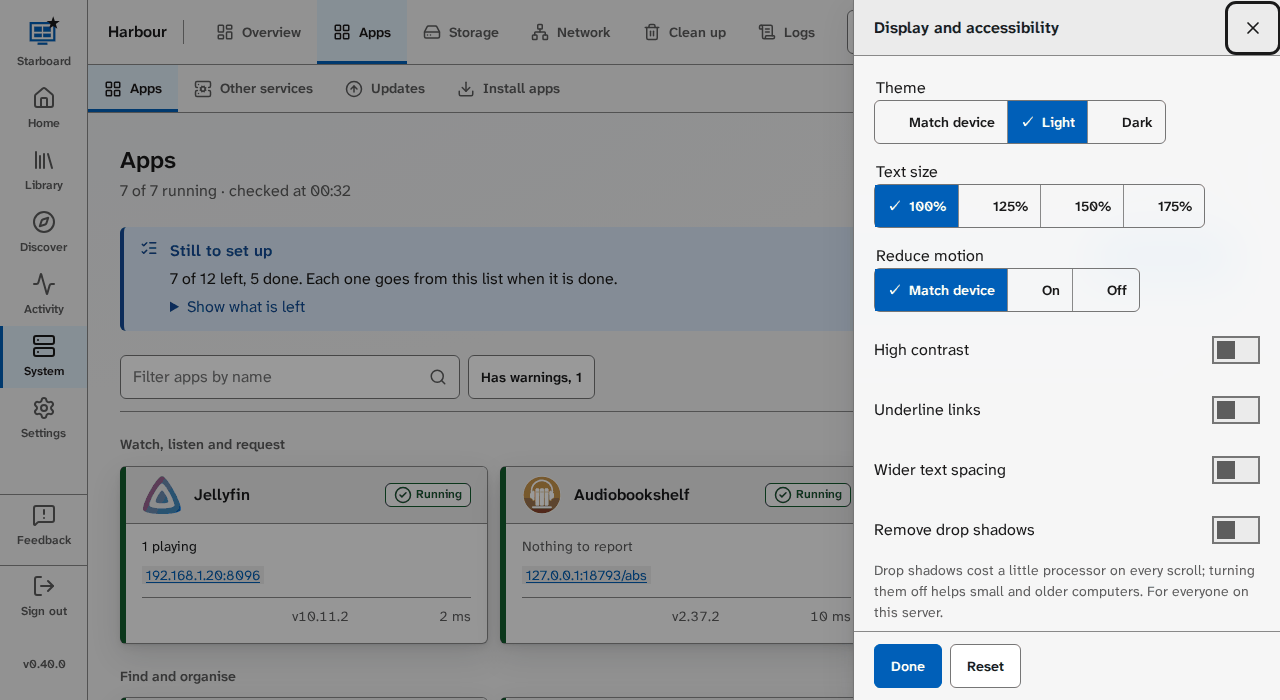 Starboard
Home
Library
Discover
Activity
System
Settings
Feedback
Sign out
v0.40.0
Harbour
Overview
Apps
Storage
Network
Clean up
Logs
Apps
Other services
Updates
Install apps
Apps
7 of 7 running · checked at 00:32
Still to set up
7 of 12 left, 5 done. Each one goes from this list when it is done.
Show what is left
Filter apps by name
Has warnings, 1
Watch, listen and request
Jellyfin
Running
1 playing
192.168.1.20:8096
v10.11.2
2 ms
Audiobookshelf
Running
Nothing to report
127.0.0.1:18793/abs
v2.37.2
10 ms
Find and organise
Display and accessibility
Theme
Match device
✓ Light
Dark
Text size
✓ 100%
125%
150%
175%
Reduce motion
✓ Match device
On
Off
High contrast
Underline links
Wider text spacing
Remove drop shadows
Drop shadows cost a little processor on every scroll; turning
them off helps small and older computers. For everyone on
this server.
Done
Reset